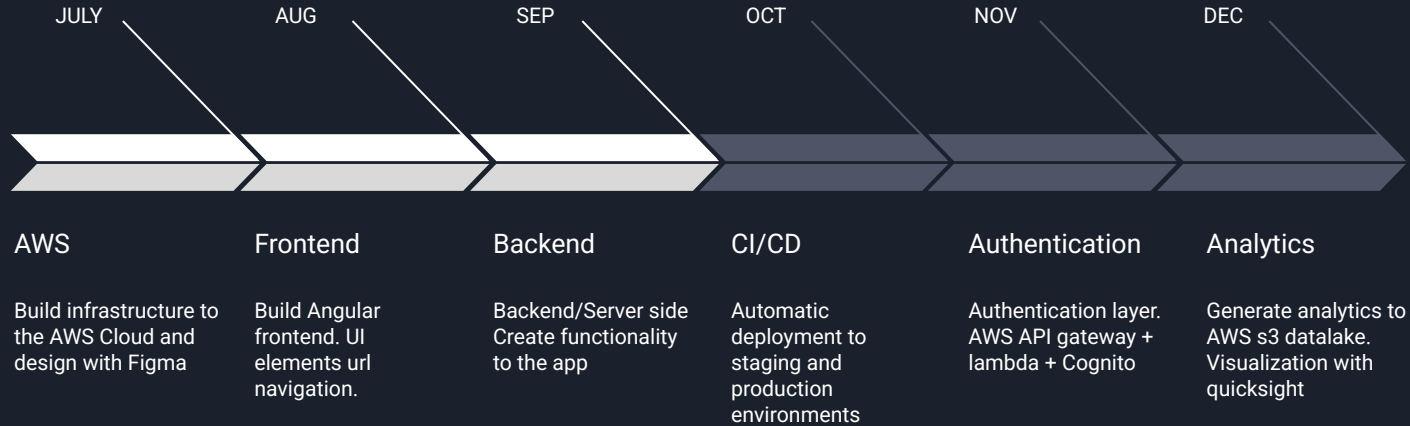 JULY
AUG
SEP
OCT
NOV
DEC
AWS
Build infrastructure to
the AWS Cloud and
design with Figma
Frontend
Build Angular
frontend. UI
elements url
navigation.
Backend
Backend/Server side
Create functionality
to the app
CI/CD
Automatic
deployment to
staging and
production
environments
Authentication
Authentication layer.
AWS API gateway +
lambda + Cognito
Analytics
Generate analytics to
AWS s3 datalake.
Visualization with
quicksight